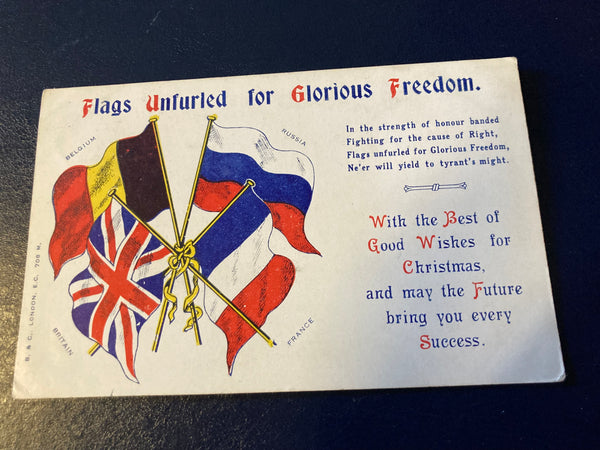 Flags Unfurled for Glorious Freedom.
BELGIUM
RUSSIA
BRITAIN
FRANCE
B. & C. LONDON, E.C. 706 M.
In the strength of honour banded
Fighting for the cause of Right,
Flags unfurled for Glorious Freedom,
Ne'er will yield to tyrant's might.
With the Best of
Good Wishes for
Christmas,
and may the Future
bring you every
Success.